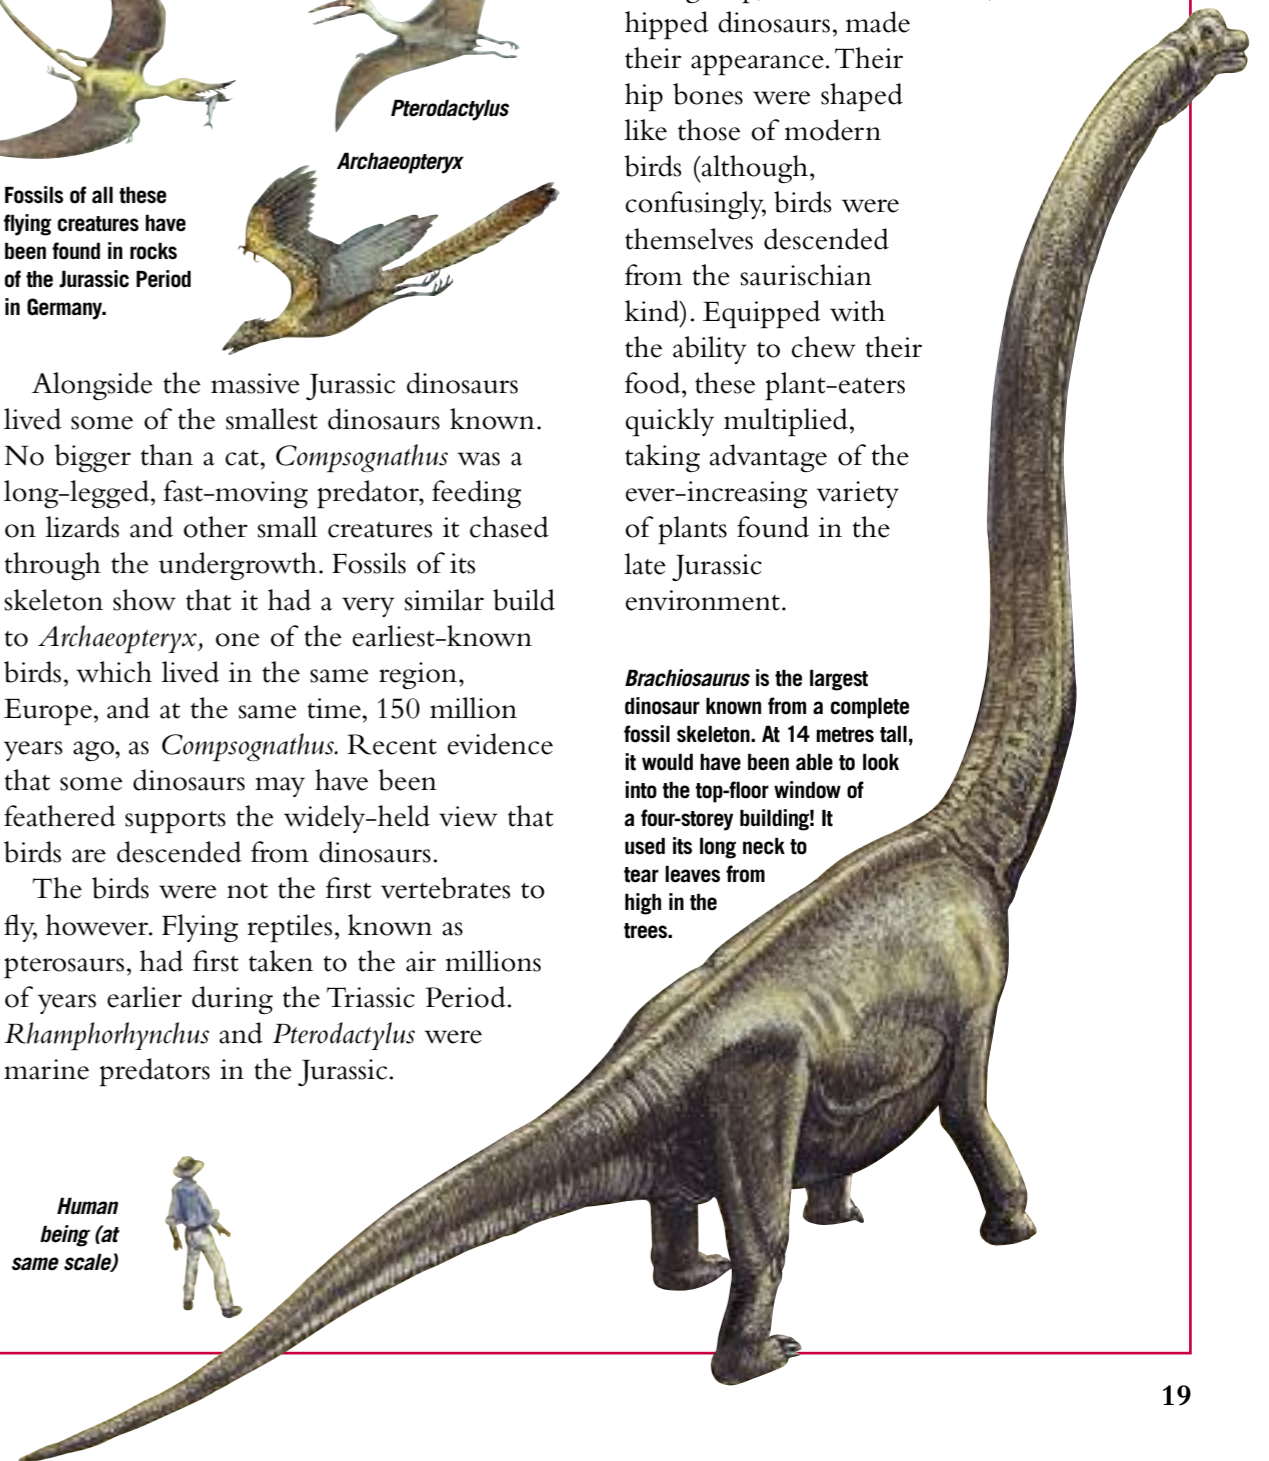 Pterodactylus
Archaeopteryx
Fossils of all these
flying creatures have
been found in rocks
of the Jurassic Period
in Germany.
Alongside the massive Jurassic dinosaurs
lived some of the smallest dinosaurs known.
No bigger than a cat, Compsognathus was a
long-legged, fast-moving predator, feeding
on lizards and other small creatures it chased
through the undergrowth. Fossils of its
skeleton show that it had a very similar build
to Archaeopteryx, one of the earliest-known
birds, which lived in the same region,
Europe, and at the same time, 150 million
years ago, as Compsognathus. Recent evidence
that some dinosaurs may have been
feathered supports the widely-held view that
birds are descended from dinosaurs.
The birds were not the first vertebrates to
fly, however. Flying reptiles, known as
pterosaurs, had first taken to the air millions
of years earlier during the Triassic Period.
Rhamphorhynchus and Pterodactylus were
marine predators in the Jurassic.
Human
being (at
same scale)
hipped dinosaurs, made
their appearance. Their
hip bones were shaped
like those of modern
birds (although,
confusingly, birds were
themselves descended
from the saurischian
kind). Equipped with
the ability to chew their
food, these plant-eaters
quickly multiplied,
taking advantage of the
ever-increasing variety
of plants found in the
late Jurassic
environment.
Brachiosaurus is the largest
dinosaur known from a complete
fossil skeleton. At 14 metres tall,
it would have been able to look
into the top-floor window of
a four-storey building! It
used its long neck to
tear leaves from
high in the
trees.
19